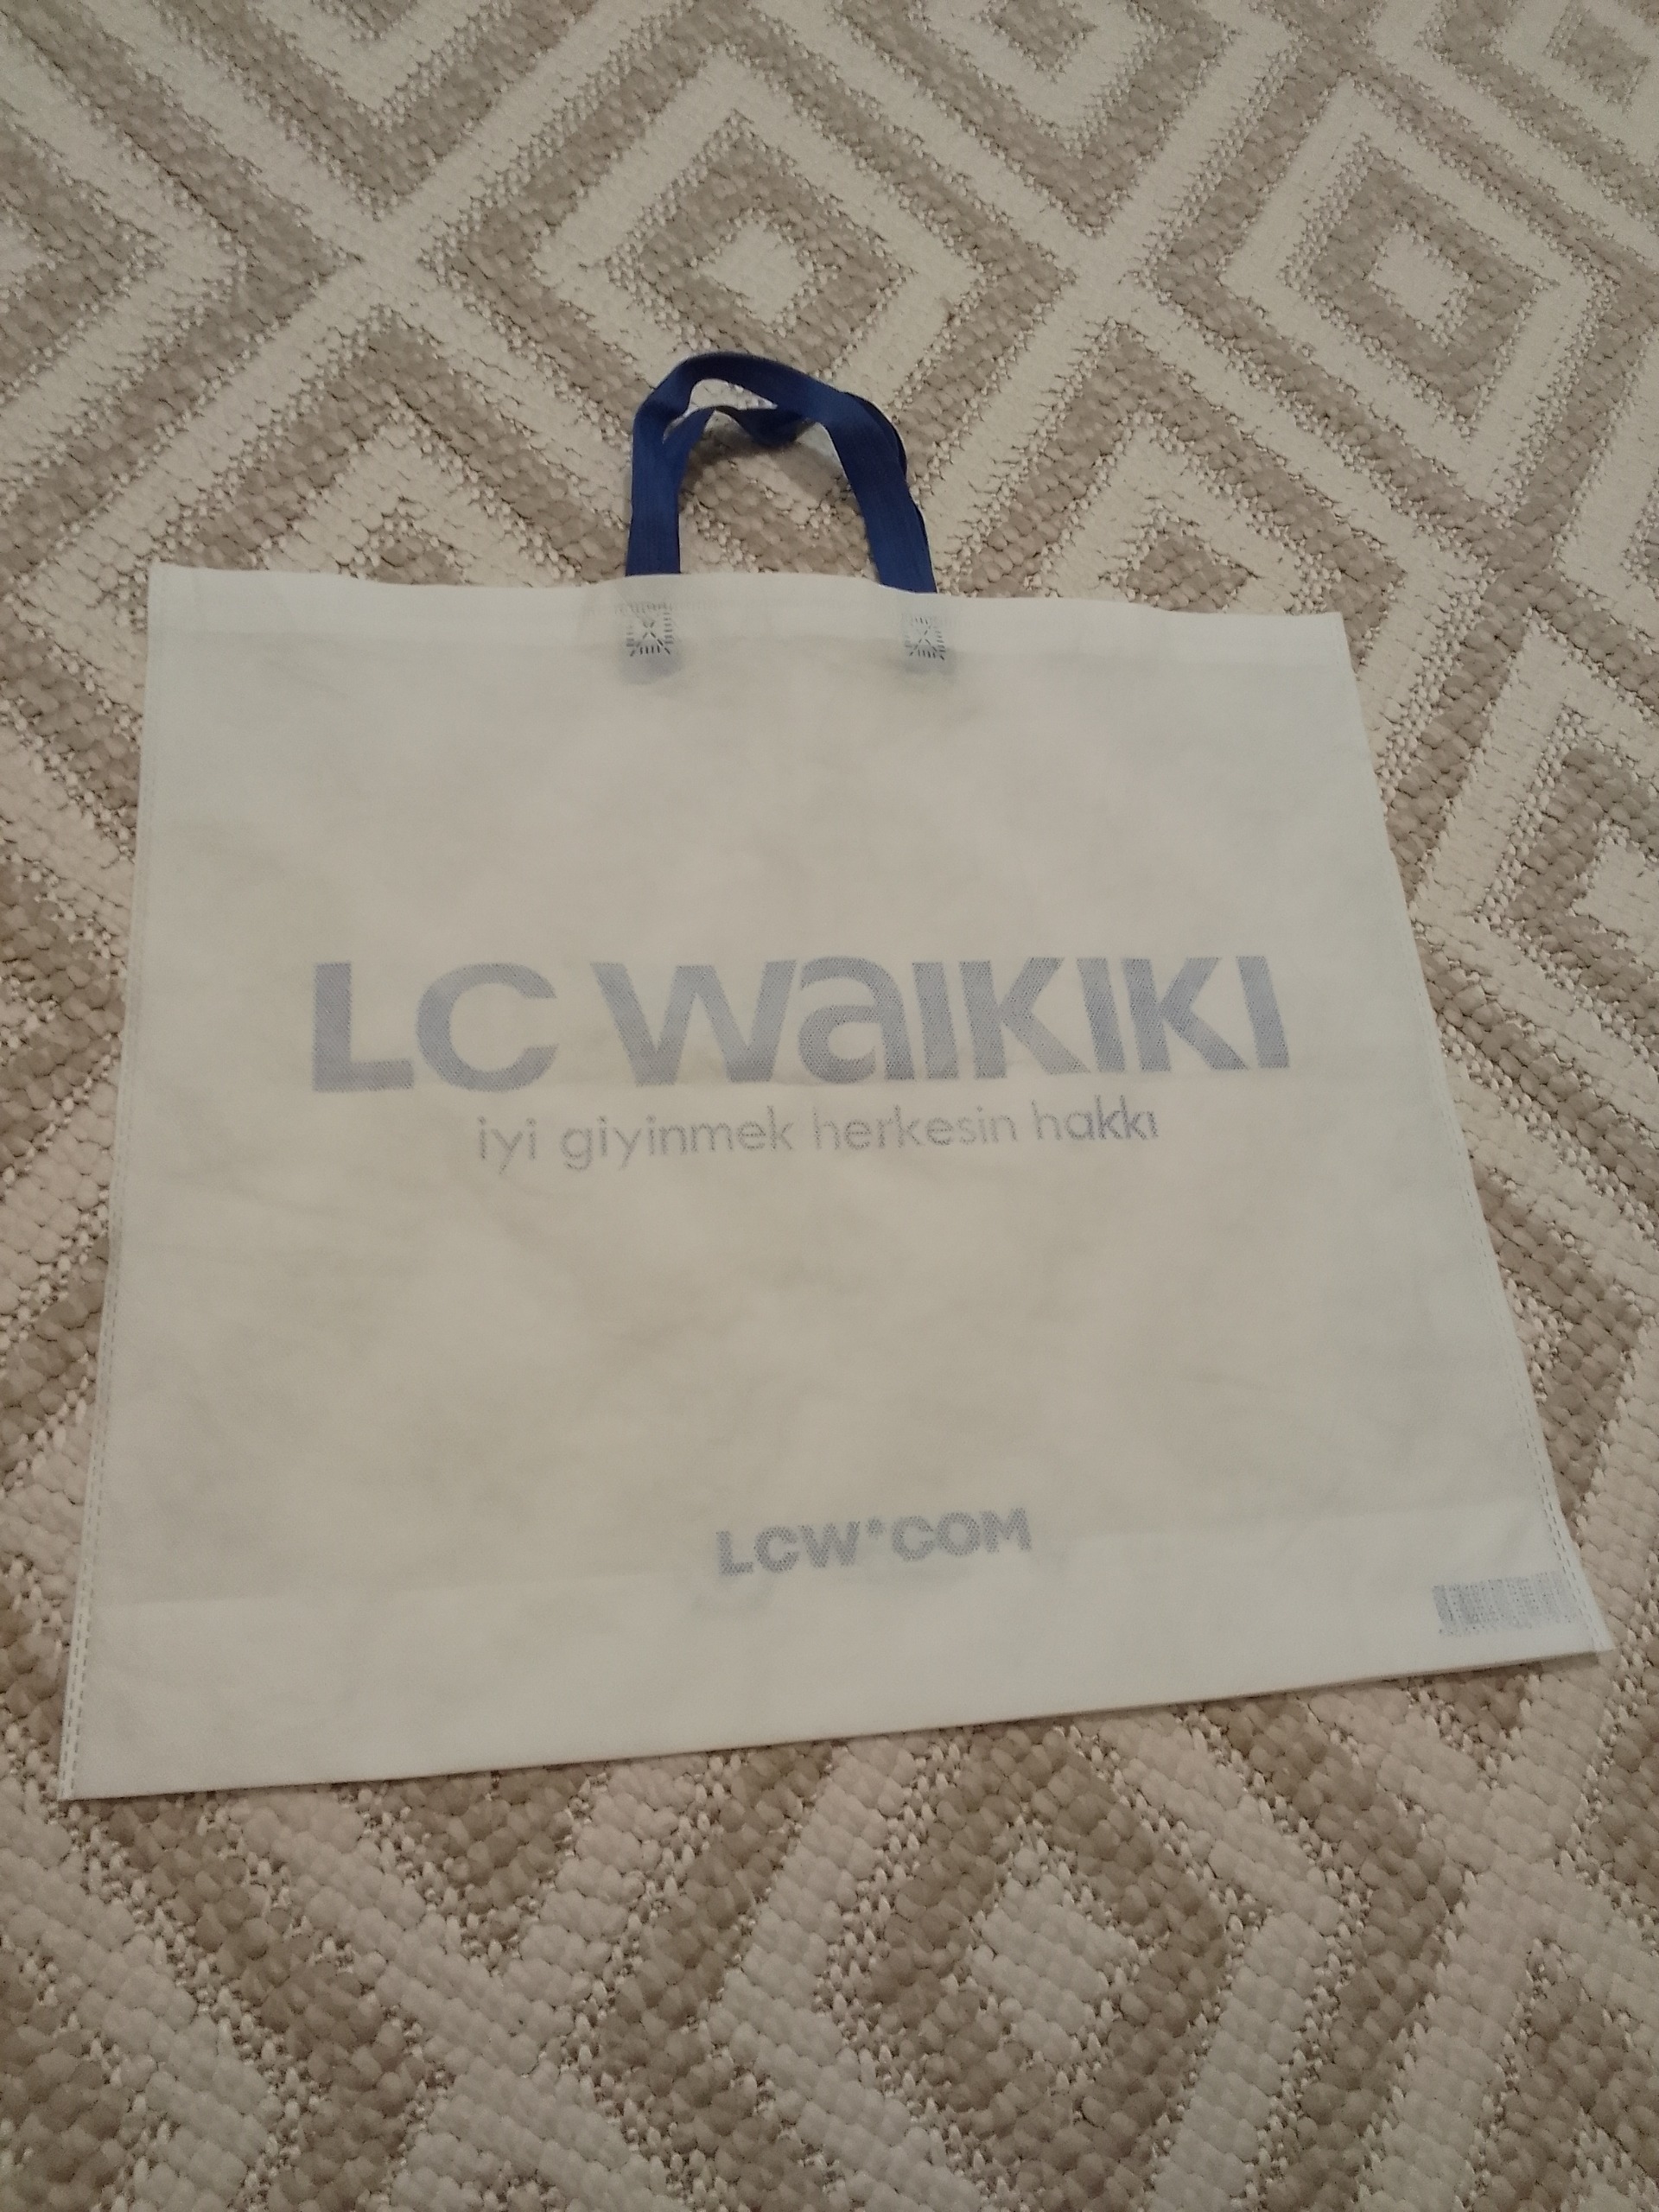 LC WAIKIKI
iyi giyinmek herkesin hakkı
LCW•COM